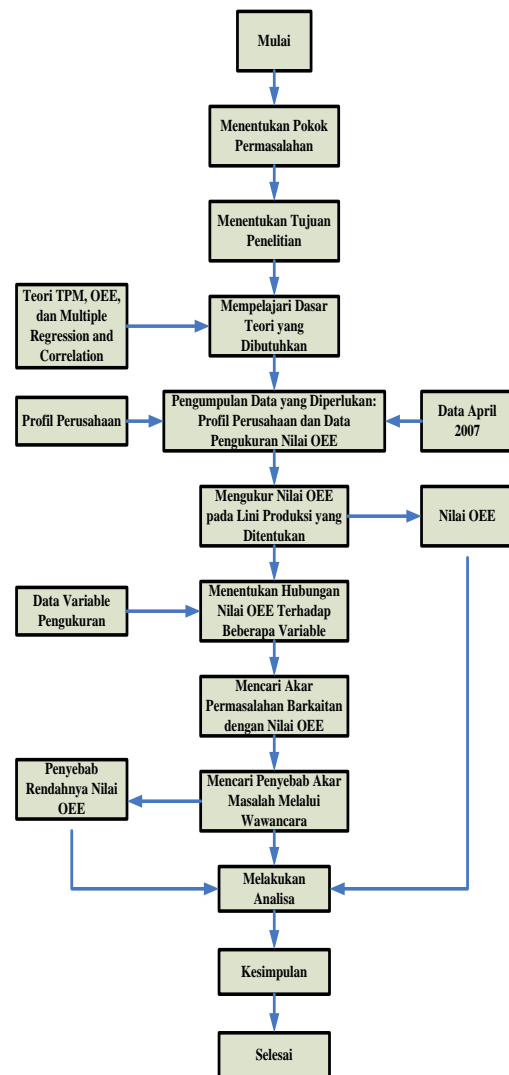 Mulai
Menentukan Pokok
Permasalahan
Menentukan Tujuan
Penelitian
Teori TPM, OEE,
dan Multiple
Regression and
Correlation
Mempelajari Dasar
Teori yang
Dibutuhkan
Profil Perusahaan
Pengumpulan Data yang Diperlukan:
Profil Perusahaan dan Data
Pengukuran Nilai OEE
Data April
2007
Mengukur Nilai OEE
pada Lini Produksi yang
Ditentukan
Nilai OEE
Data Variable
Pengukuran
Menentukan Hubungan
Nilai OEE Terhadap
Beberapa Variable
Mencari Akar
Permasalahan Barkaitan
dengan Nilai OEE
Penyebab
Rendahnya Nilai
OEE
Mencari Penyebab Akar
Masalah Melalui
Wawancara
Melakukan
Analisa
Kesimpulan
Selesai